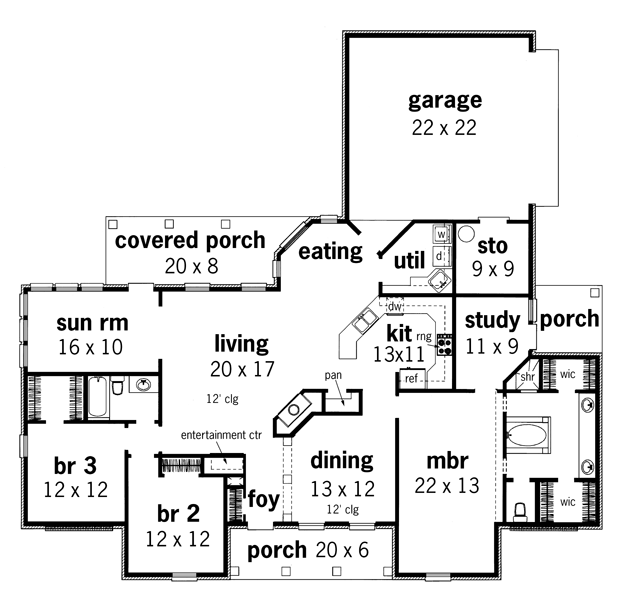 garage
22 x 22
covered porch
20 x 8
eating
util
w
d
sto
9 x 9
sun rm
16 x 10
living
20 x 17
12' clg
dw
kit
13x11
rng
ref
study
11 x 9
porch
pan
shr
wic
entertainment ctr
br 3
12 x 12
dining
13 x 12
12' clg
mbr
22 x 13
wic
br 2
12 x 12
foy
porch 20 x 6